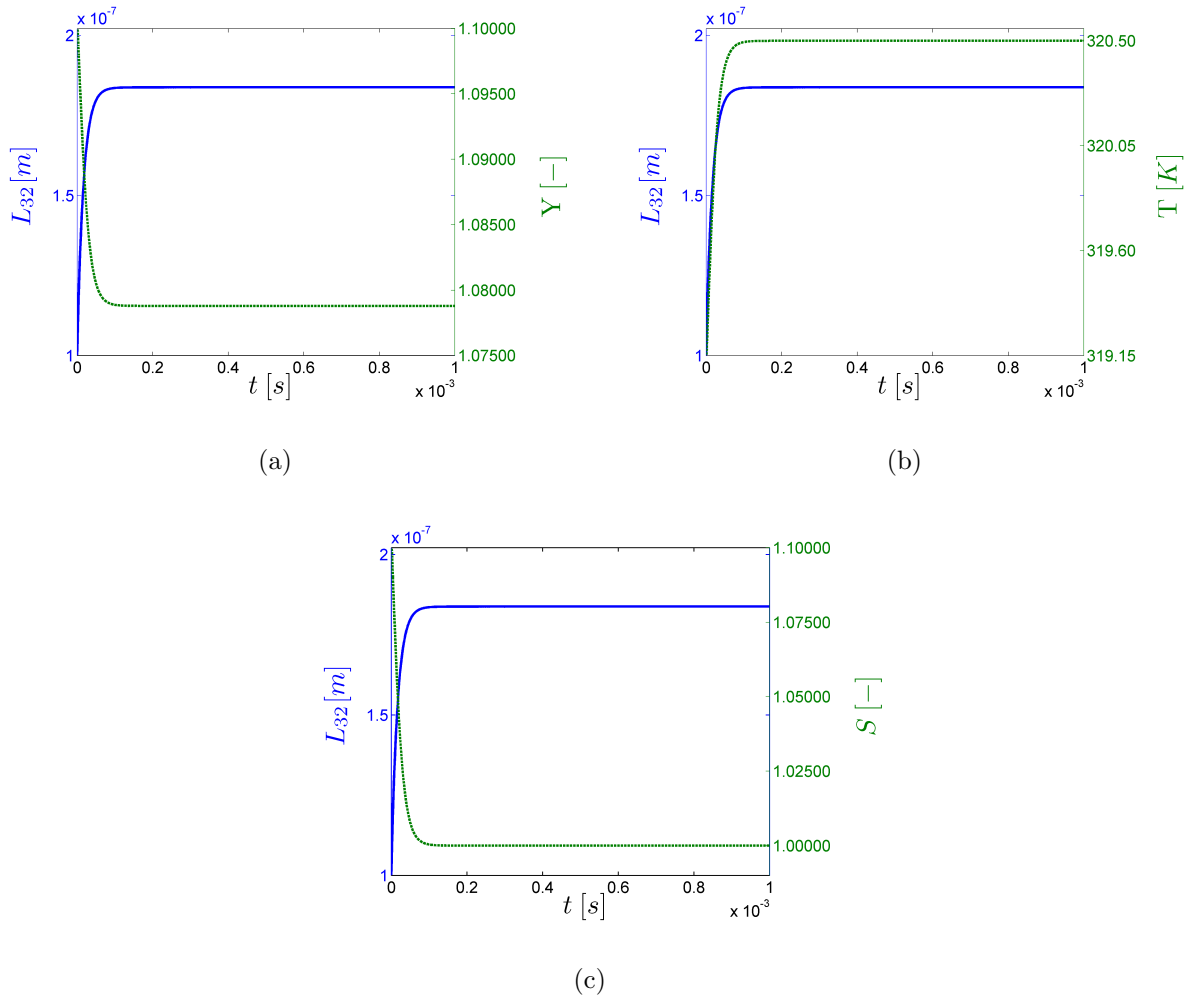 x 10-3
x 10-7
2
1.5
1
L32 [m]
1.10000
1.09500
1.09000
1.08500
1.08000
1.07500
Y [−]
0 0.2 0.4 0.6 0.8 1
t [s]
(a)
x 10-7
2
1.5
1
L32 [m]
320.50
320.05
319.60
319.15
T [K]
0 0.2 0.4 0.6 0.8 1
t [s]
x 10-3
(b)
x 10-7
2
1.5
1
L32 [m]
1.10000
1.07500
1.05000
1.02500
1.00000
S [−]
0 0.2 0.4 0.6 0.8 1
t [s]
x 10-3
(c)